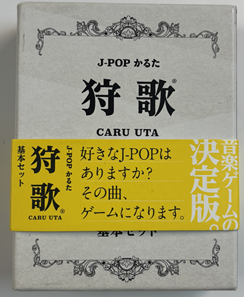 J-POP かるた
狩歌®
CARU UTA
音楽ゲームの
決定版。
好きなJ-POPは
ありますか?
その曲、
ゲームになります。
J-POP かるた
狩歌®
CARU UTA
基本セット
基本セット